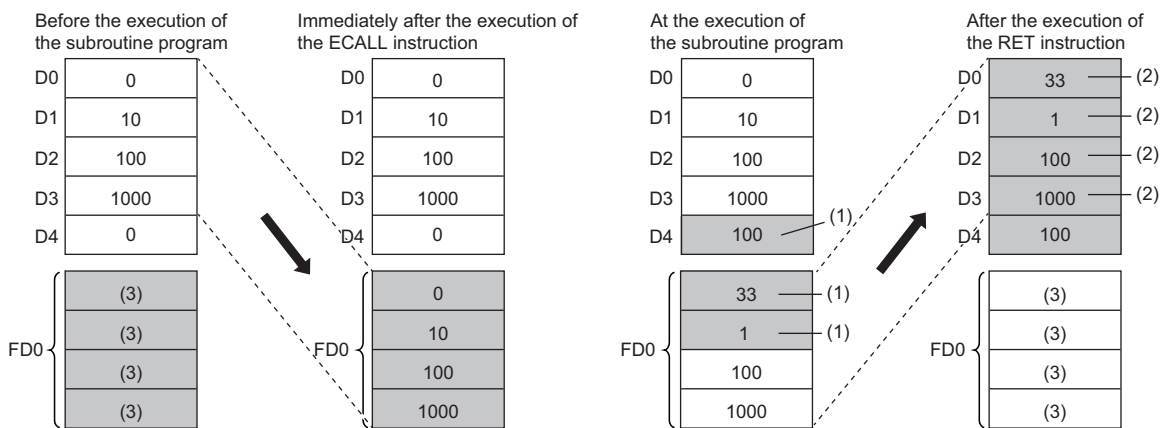 Before the execution of
the subroutine program
D0 0
D1 10
D2 100
D3 1000
D4 0
FD0
(3)
(3)
(3)
(3)
Immediately after the execution of
the ECALL instruction
D0 0
D1 10
D2 100
D3 1000
D4 0
FD0
0
10
100
1000
At the execution of
the subroutine program
D0 0
D1 10
D2 100
D3 1000
D4 100 (1)
FD0
33 (1)
1 (1)
100
1000
After the execution of
the RET instruction
D0 33 (2)
D1 1 (2)
D2 100 (2)
D3 1000 (2)
D4 100
FD0
(3)
(3)
(3)
(3)